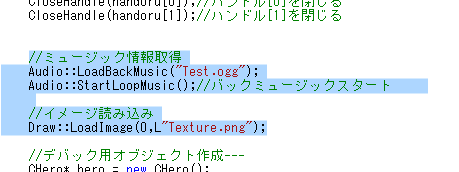 CloseHandle(handoru[0]);//ハンドル[0]を閉じる
CloseHandle(handoru[1]);//ハンドル[1]を閉じる
//ミュージック情報取得
Audio::LoadBackMusic("Test.ogg");
Audio::StartLoopMusic();//バックミュージックスタート
//イメージ読み込み
Draw::LoadImage(0,L"Texture.png");
//デバック用オブジェクト作成---
CHero* hero = new CHero();